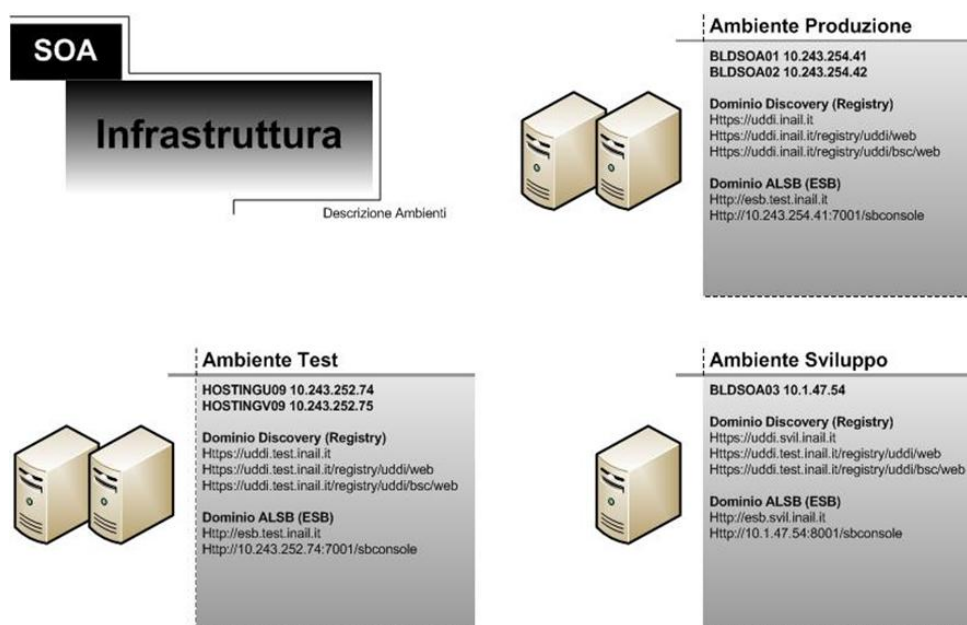 SOA
Infrastruttura
Descrizione Ambienti
Ambiente Produzione
BLDSOA01 10.243.254.41
BLDSOA02 10.243.254.42
Dominio Discovery (Registry)
Https://uddi.inail.it
Https://uddi.inail.it/registry/uddi/web
Https://uddi.inail.it/registry/uddi/bsc/web
Dominio ALSB (ESB)
Http://esb.test.inail.it
Http://10.243.254.41:7001/sbconsole
Ambiente Test
HOSTINGU09 10.243.252.74
HOSTINGV09 10.243.252.75
Dominio Discovery (Registry)
Https://uddi.test.inail.it
Https://uddi.test.inail.it/registry/uddi/web
Https://uddi.test.inail.it/registry/uddi/bsc/web
Dominio ALSB (ESB)
Http://esb.test.inail.it
Http://10.243.252.74:7001/sbconsole
Ambiente Sviluppo
BLDSOA03 10.1.47.54
Dominio Discovery (Registry)
Https://uddi.svil.inail.it
Https://uddi.test.inail.it/registry/uddi/web
Https://uddi.test.inail.it/registry/uddi/bsc/web
Dominio ALSB (ESB)
Http://esb.svil.inail.it
Http://10.1.47.54:8001/sbconsole